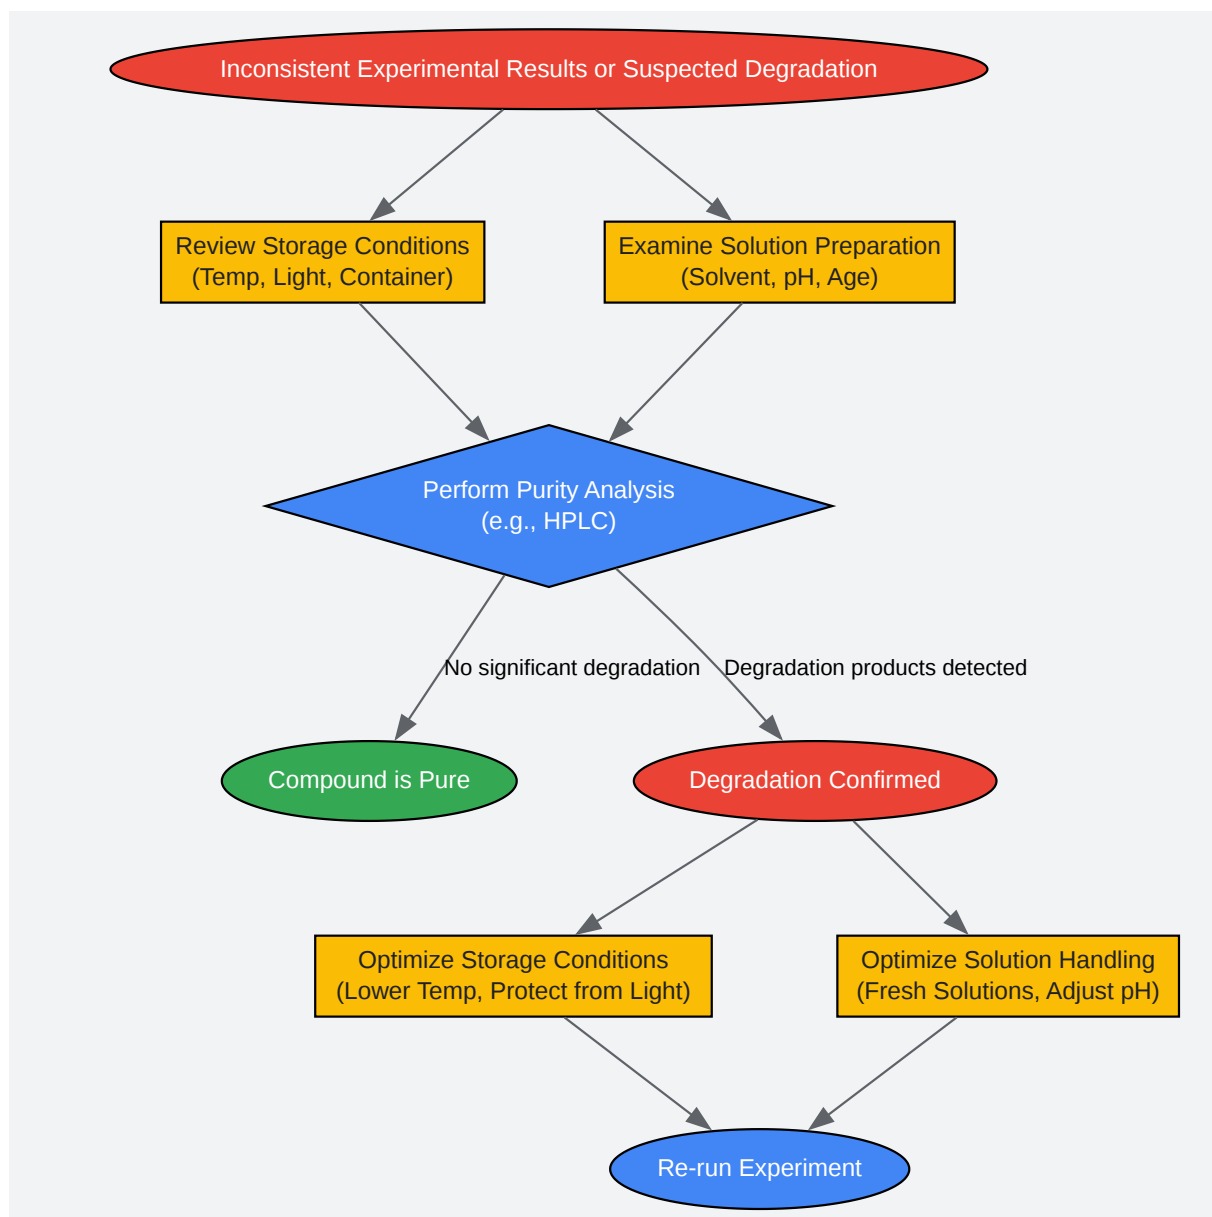 Inconsistent Experimental Results or Suspected Degradation
Review Storage Conditions
(Temp, Light, Container)
Examine Solution Preparation
(Solvent, pH, Age)
Perform Purity Analysis
(e.g., HPLC)
No significant degradation
Degradation products detected
Compound is Pure
Degradation Confirmed
Optimize Storage Conditions
(Lower Temp, Protect from Light)
Optimize Solution Handling
(Fresh Solutions, Adjust pH)
Re-run Experiment